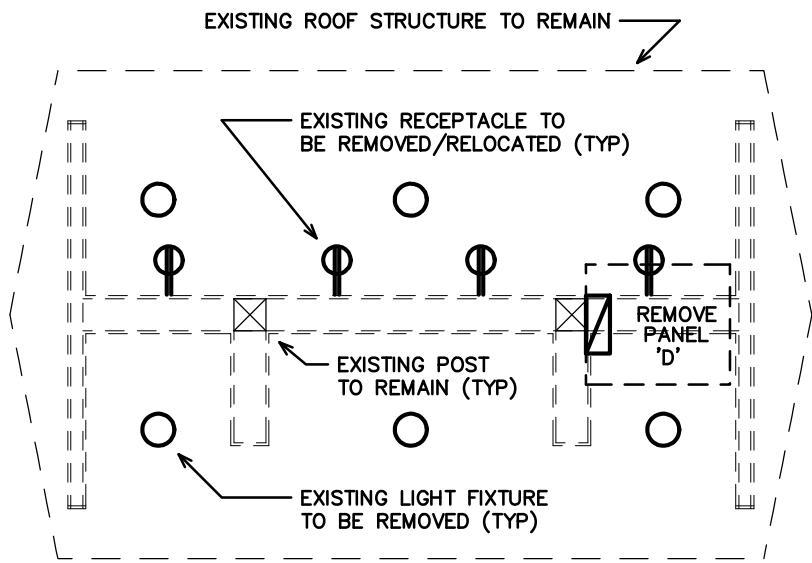 EXISTING ROOF STRUCTURE TO REMAIN
EXISTING RECEPTACLE TO
BE REMOVED/RELOCATED (TYP)
REMOVE
PANEL
'D'
EXISTING POST
TO REMAIN (TYP)
EXISTING LIGHT FIXTURE
TO BE REMOVED (TYP)